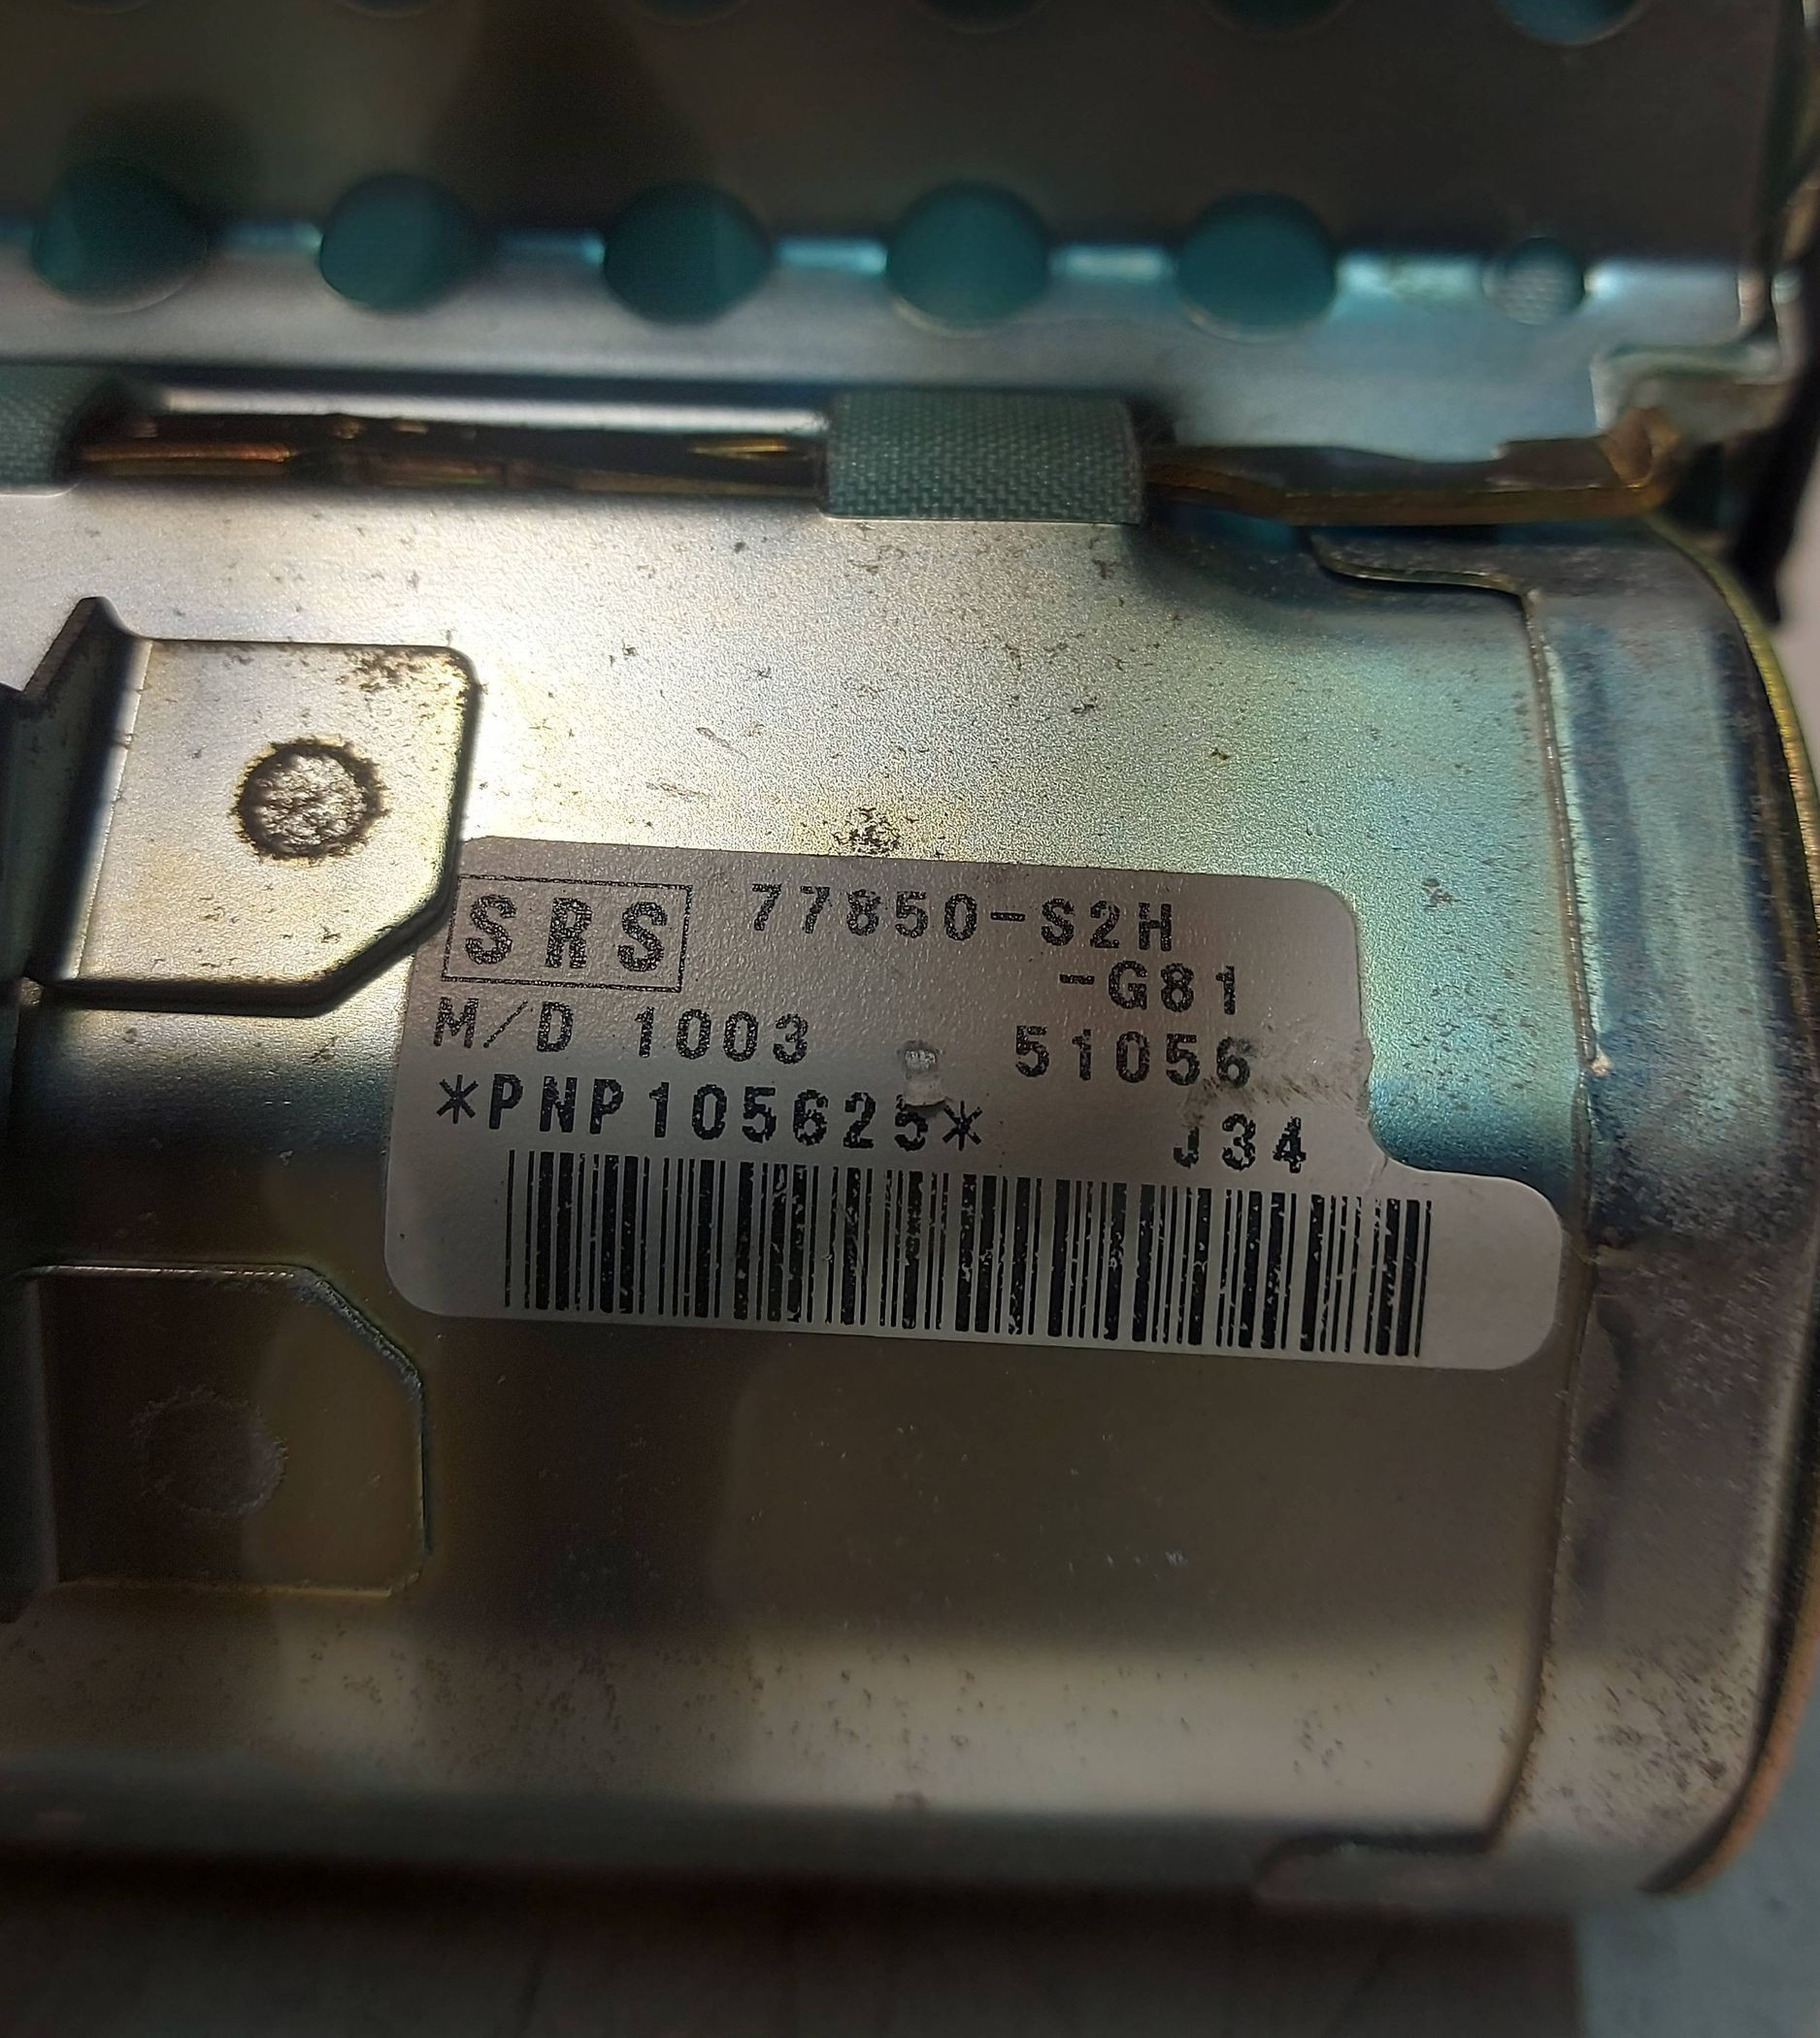 SRS 77850-S2H
-G81
M/D 1003 51056
*PNP105625* J34